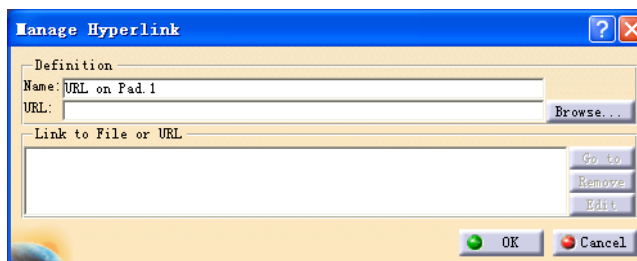 Manage Hyperlink
Definition
Name: URL on Pad.1
URL:
Browse...
Link to File or URL
Go to
Remove
Edit
OK
Cancel